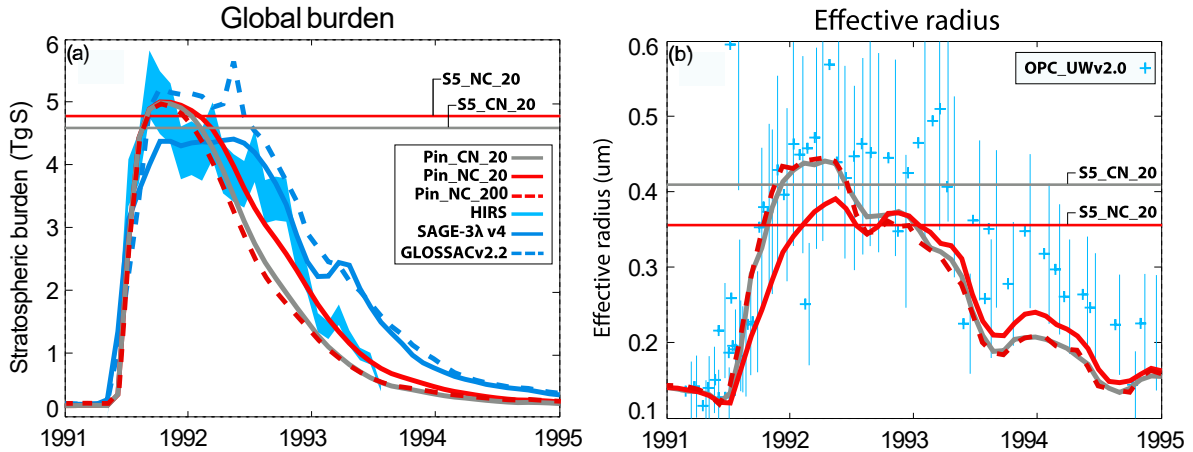 Global burden
(a)
Stratospheric burden (Tg S)
6
5
4
3
2
1
0
S5_NC_20
S5_CN_20
Pin_CN_20
Pin_NC_20
Pin_NC_200
HIRS
SAGE-3λ v4
GLOSSACv2.2
1991 1992 1993 1994 1995
Effective radius
(b)
Effective radius (um)
0.6
0.5
0.4
0.3
0.2
0.1
OPC_UWv2.0
S5_CN_20
S5_NC_20
1991 1992 1993 1994 1995